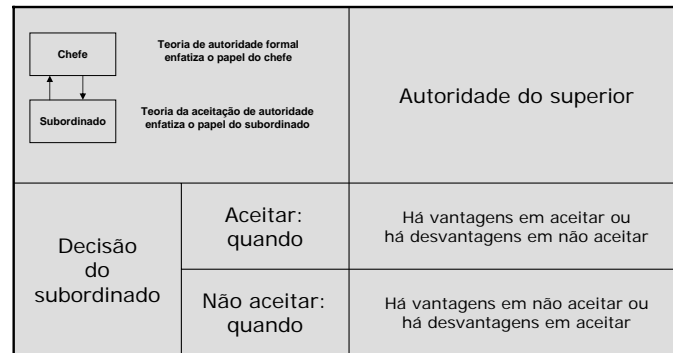 Chefe
Teoria de autoridade formal
enfatiza o papel do chefe
Subordinado
Teoria da aceitação de autoridade
enfatiza o papel do subordinado
Autoridade do superior
Decisão
do
subordinado
Aceitar:
quando
Há vantagens em aceitar ou
há desvantagens em não aceitar
Não aceitar:
quando
Há vantagens em não aceitar ou
há desvantagens em aceitar